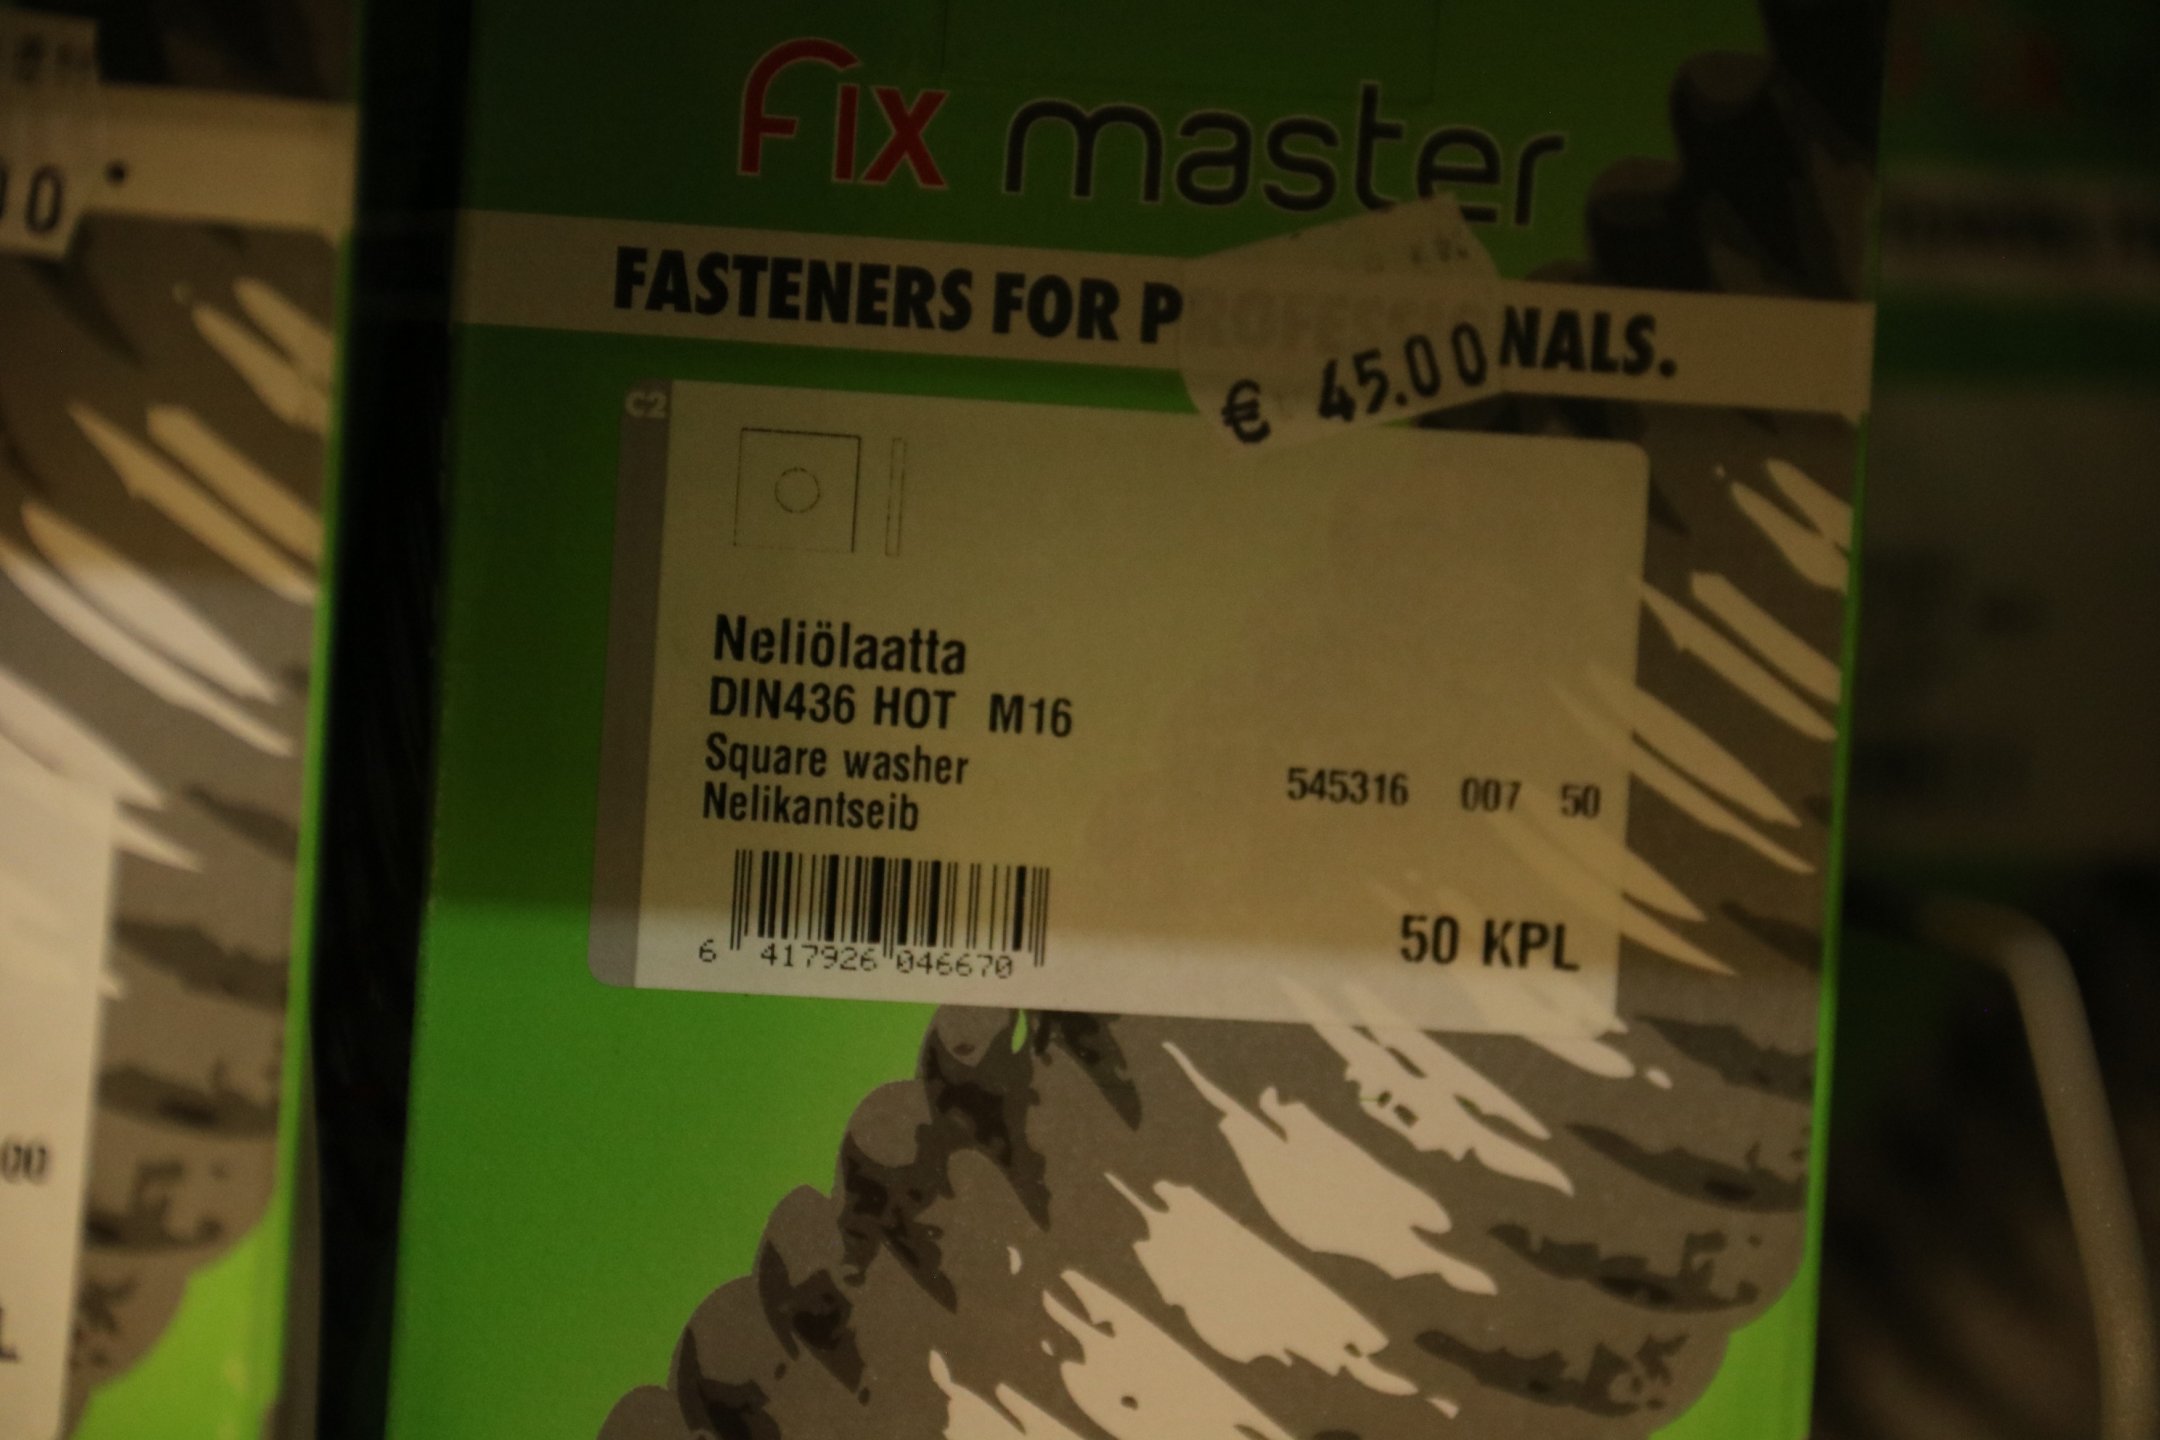 Fix master
FASTENERS FOR P NALS.
€ 45.00
C2
Neliölaatta
DIN436 HOT M16
Square washer
Nelikantseib
545316 007 50
6 417926 046670
50 KPL
00